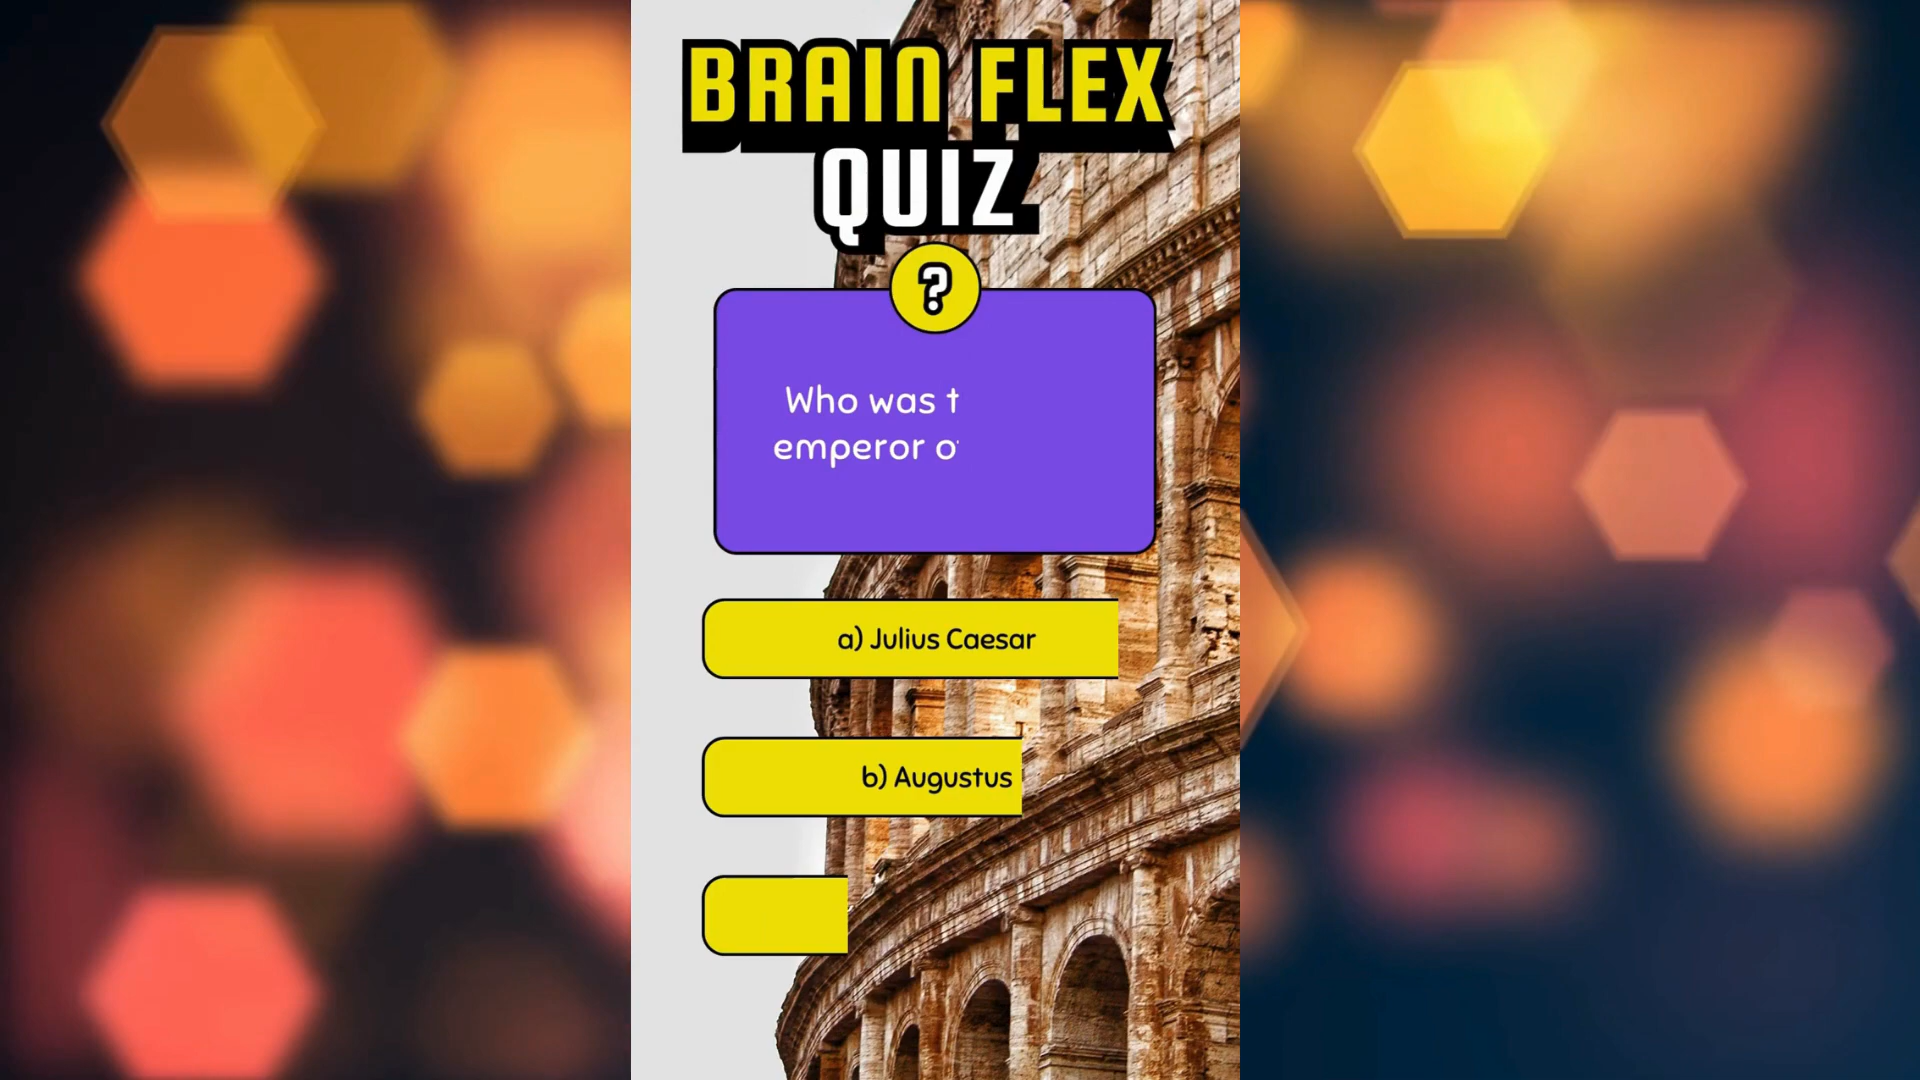 BRAIN FLEX
QUIZ
?
Who was t
emperor o
a) Julius Caesar
b) Augustus